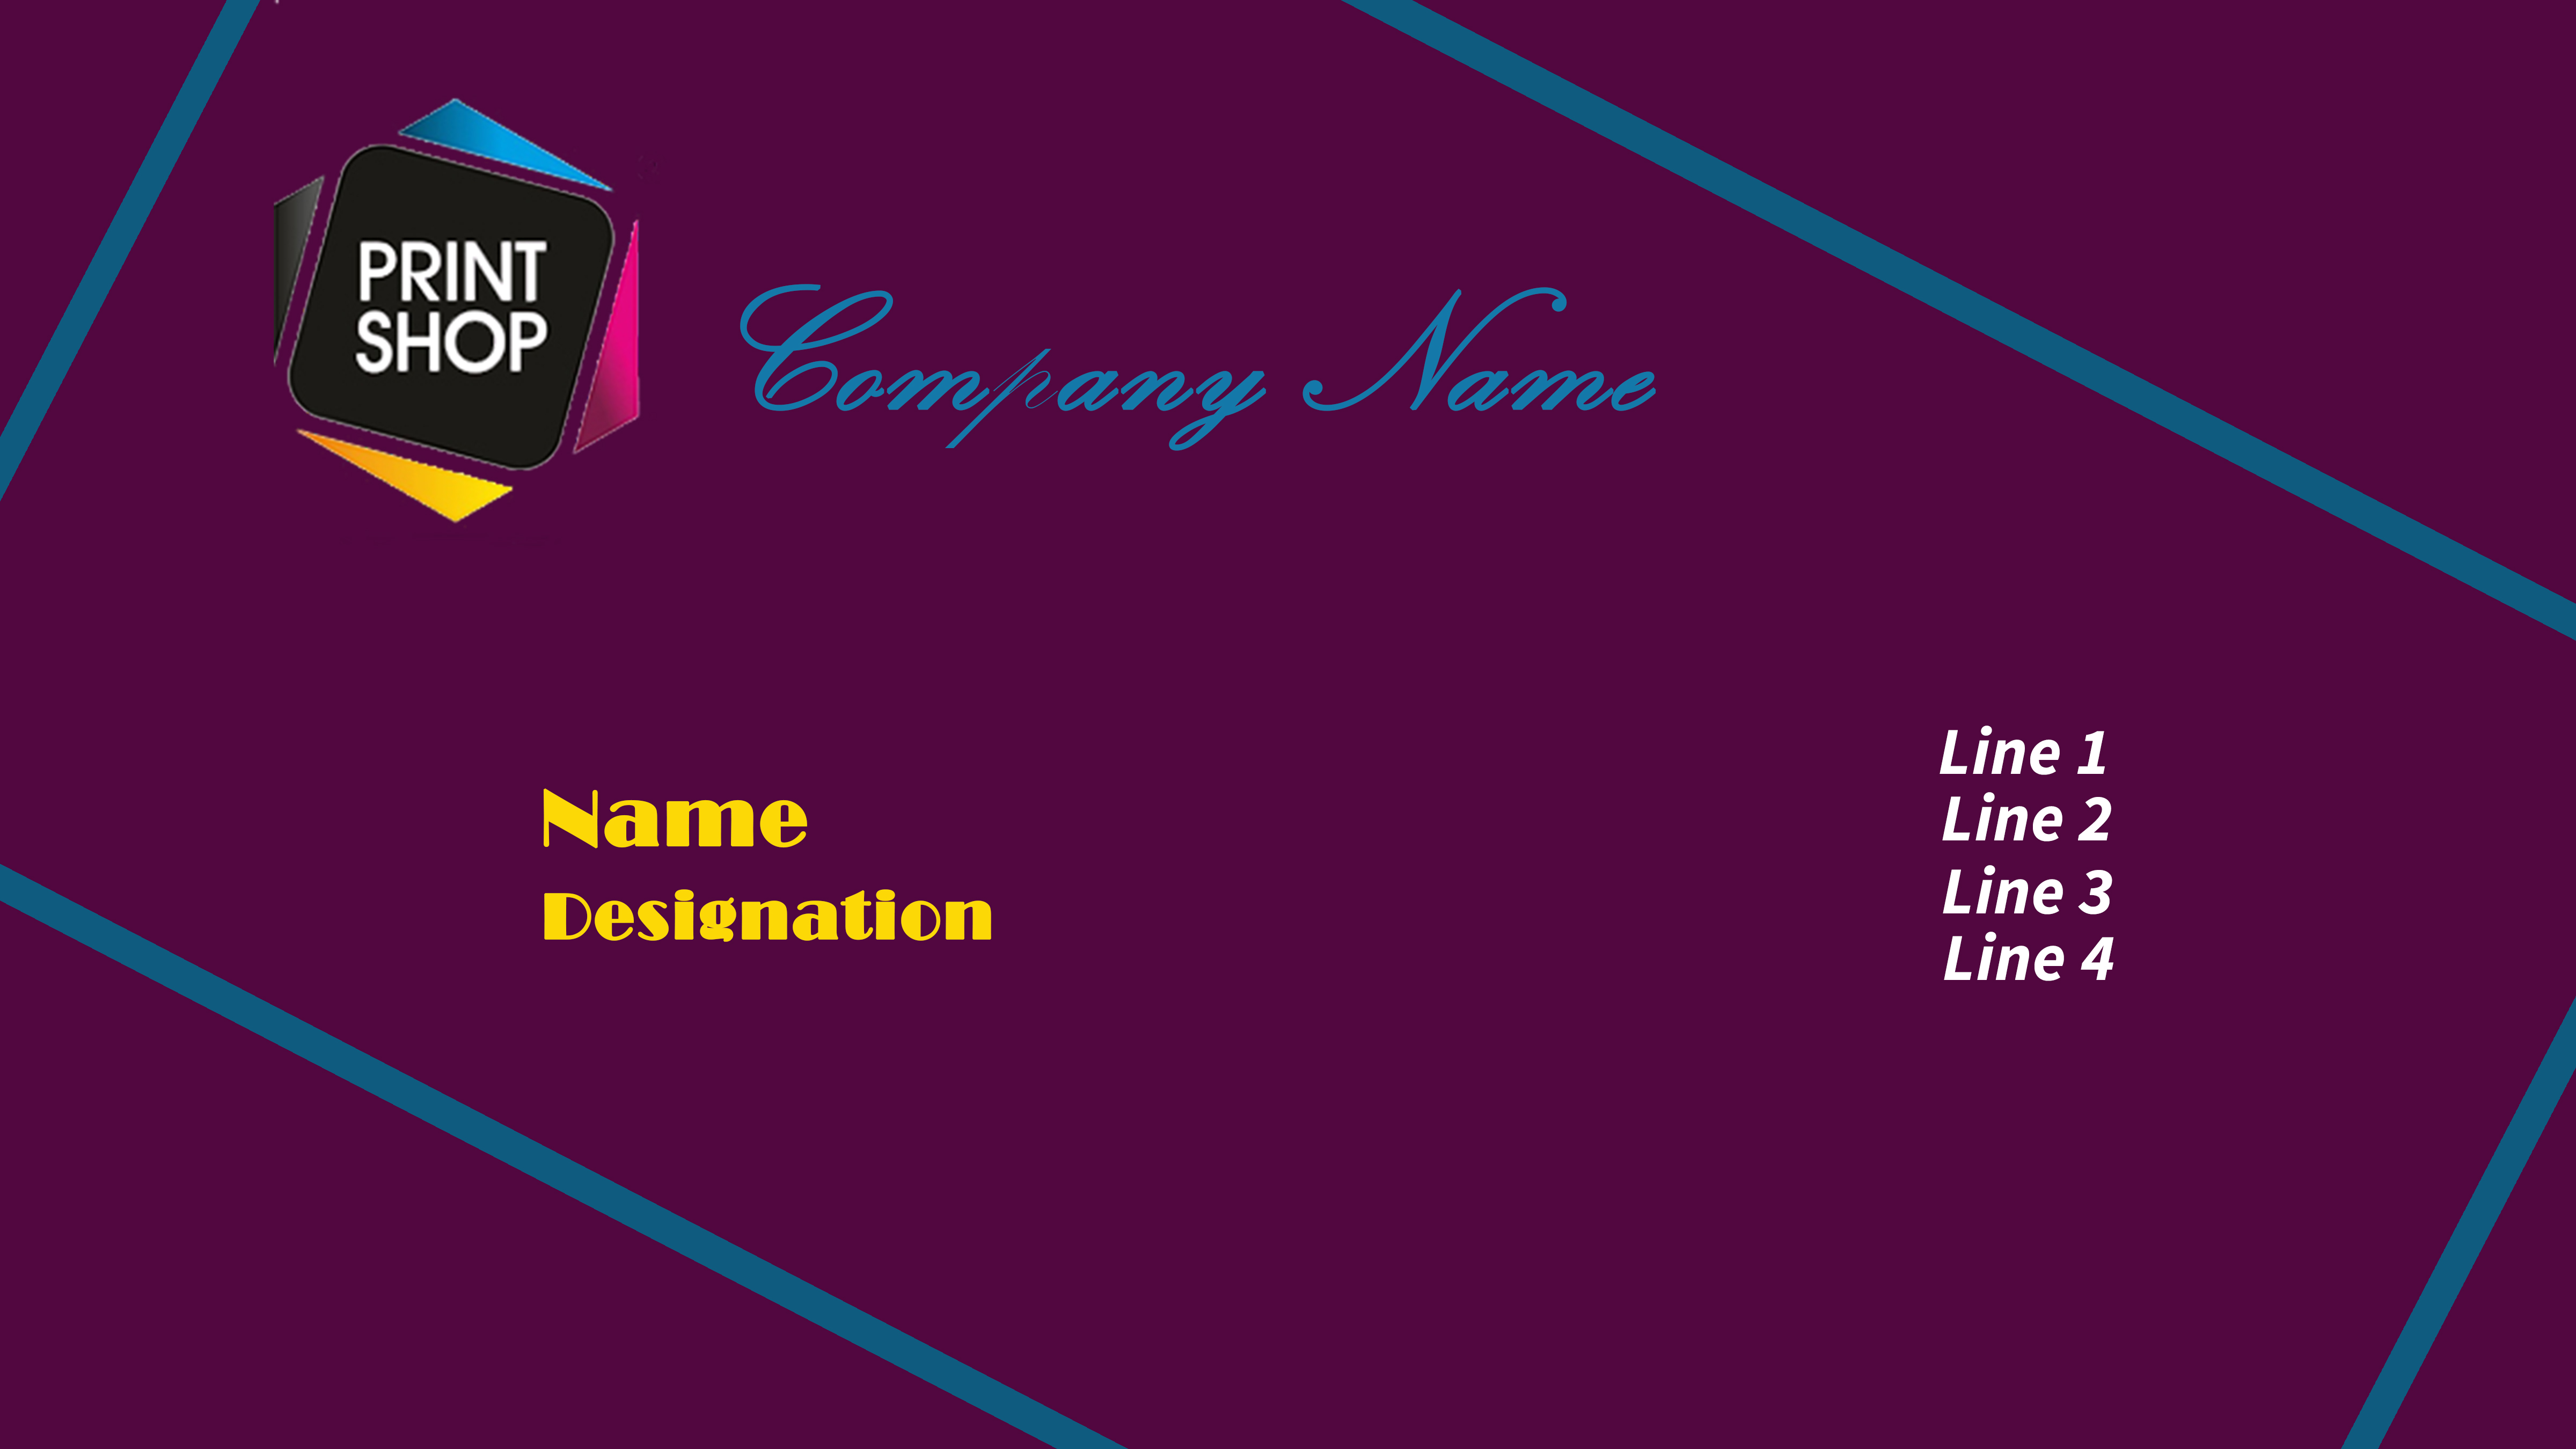 PRINT
SHOP
Company Name
Name
Designation
Line 1
Line 2
Line 3
Line 4